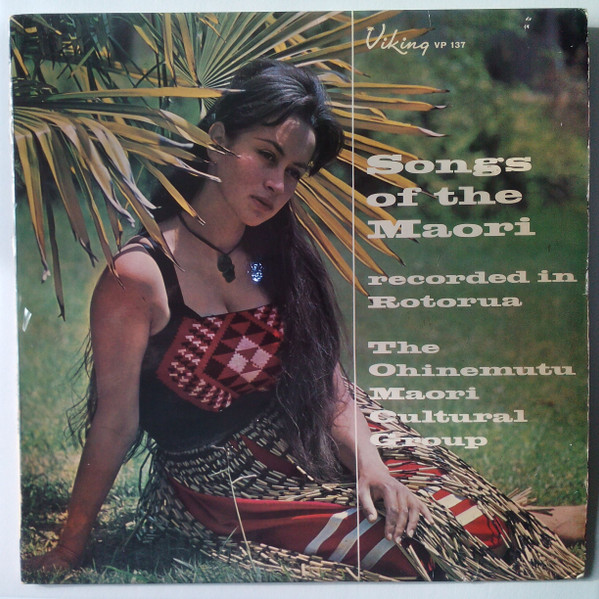 Viking VP 137
Songs
of the
Maori
recorded in
Rotorua
The
Ohinemutu
Maori
Cultural
Group